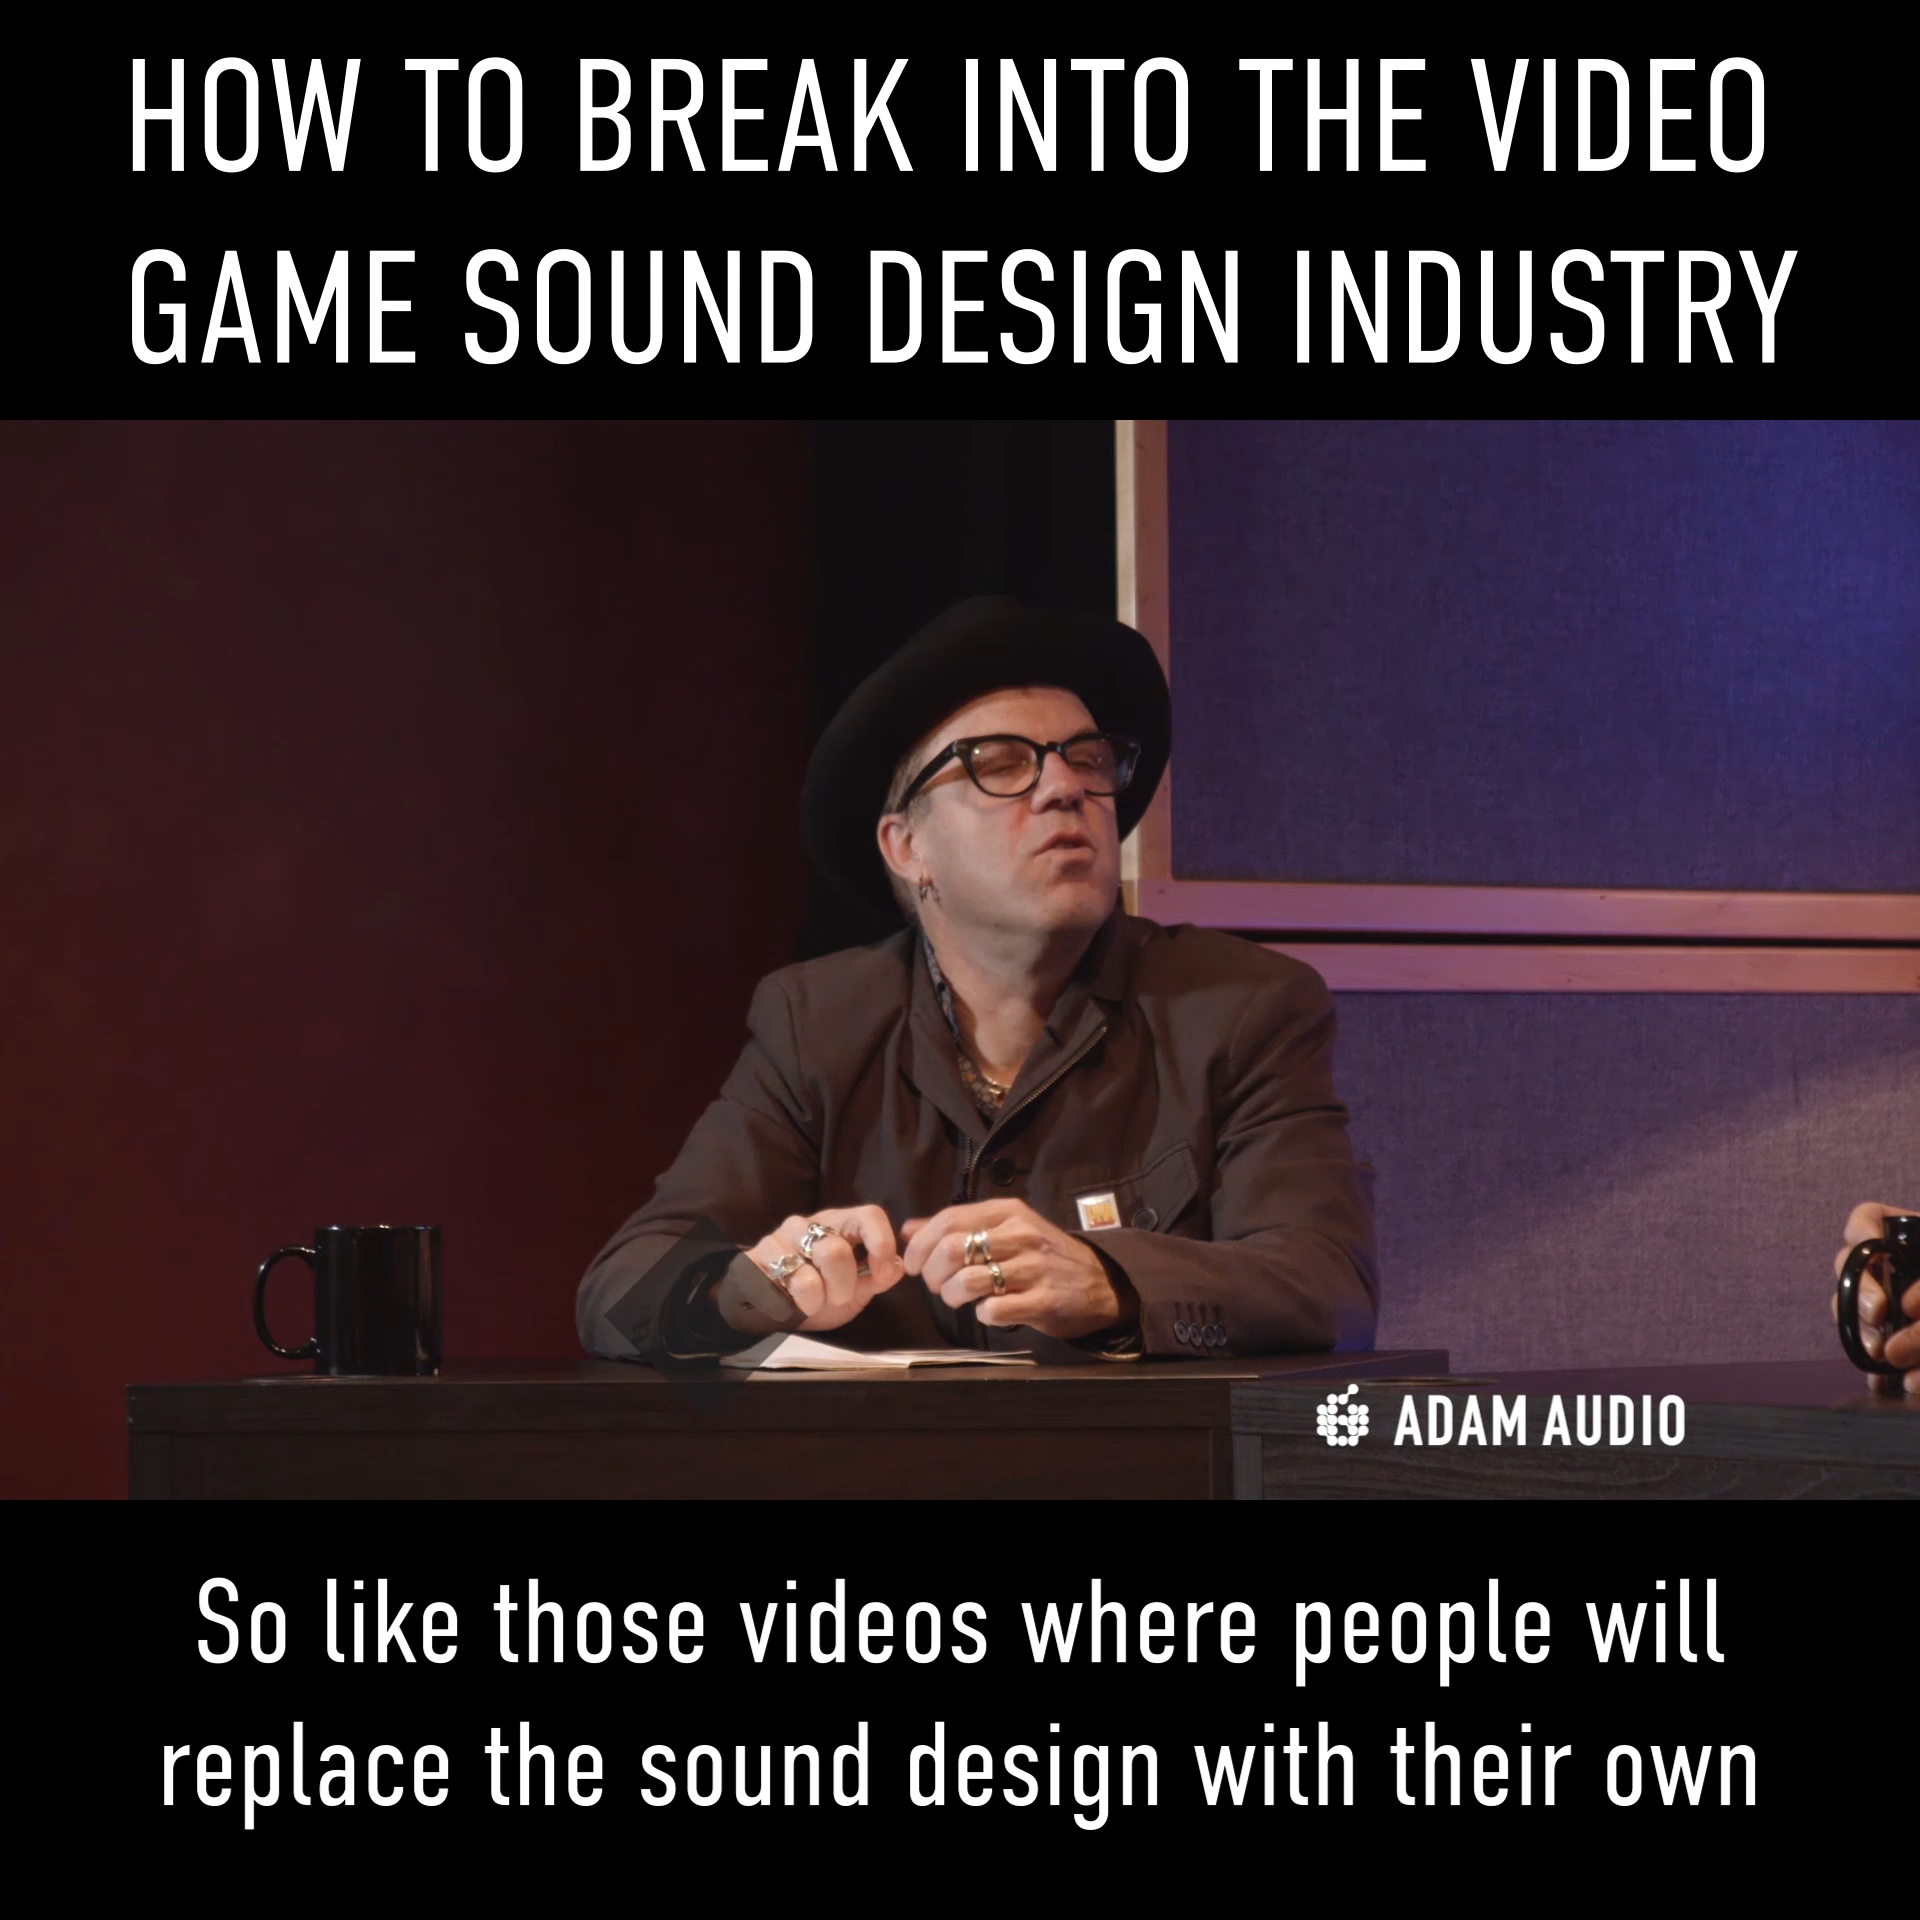 HOW TO BREAK INTO THE VIDEO
GAME SOUND DESIGN INDUSTRY
ADAM AUDIO
So like those videos where people will
replace the sound design with their own